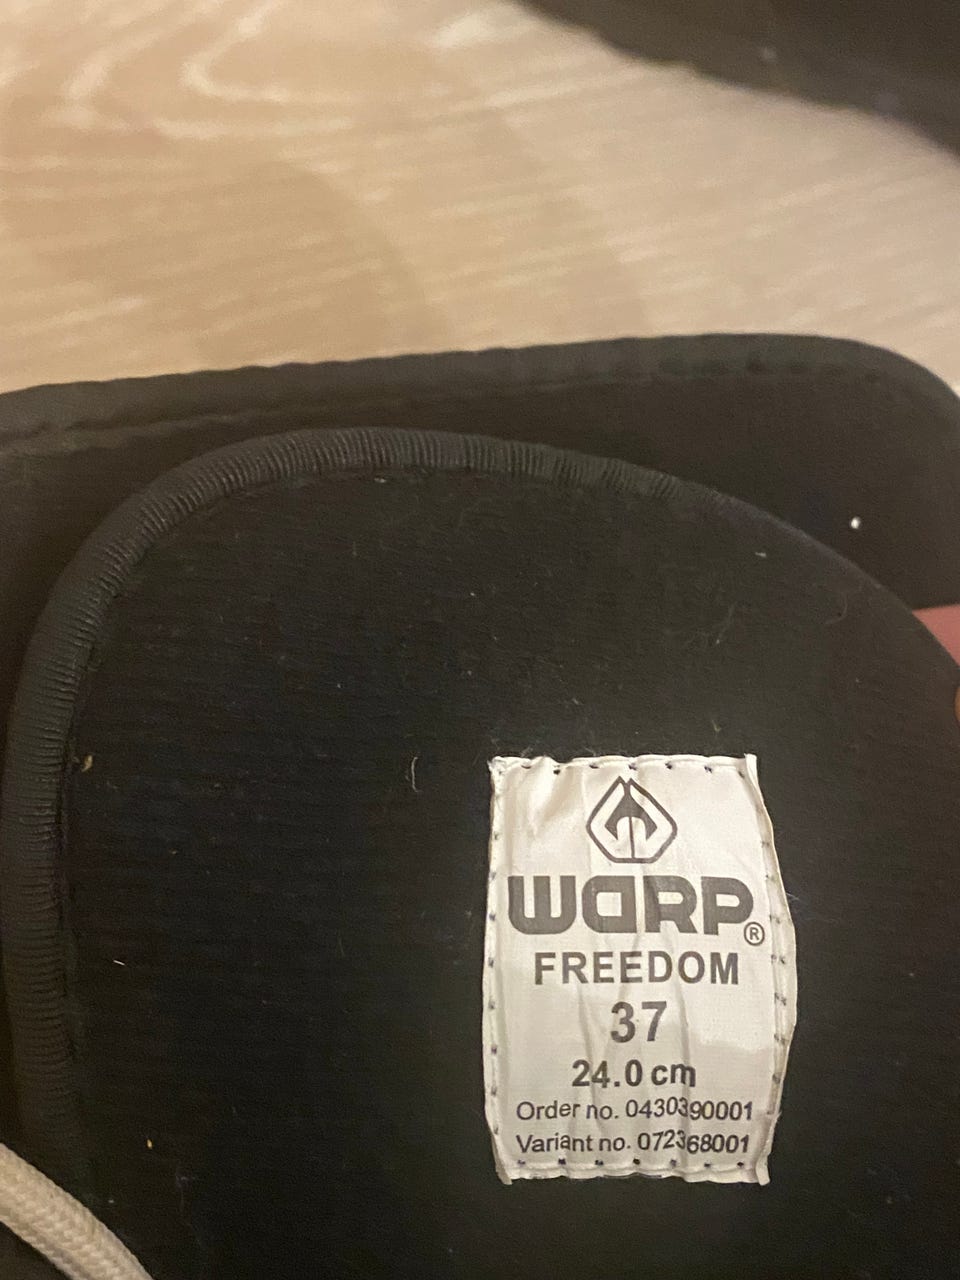 WARP®
FREEDOM
37
24.0 cm
Order no. 0430390001
Variant no. 072368001